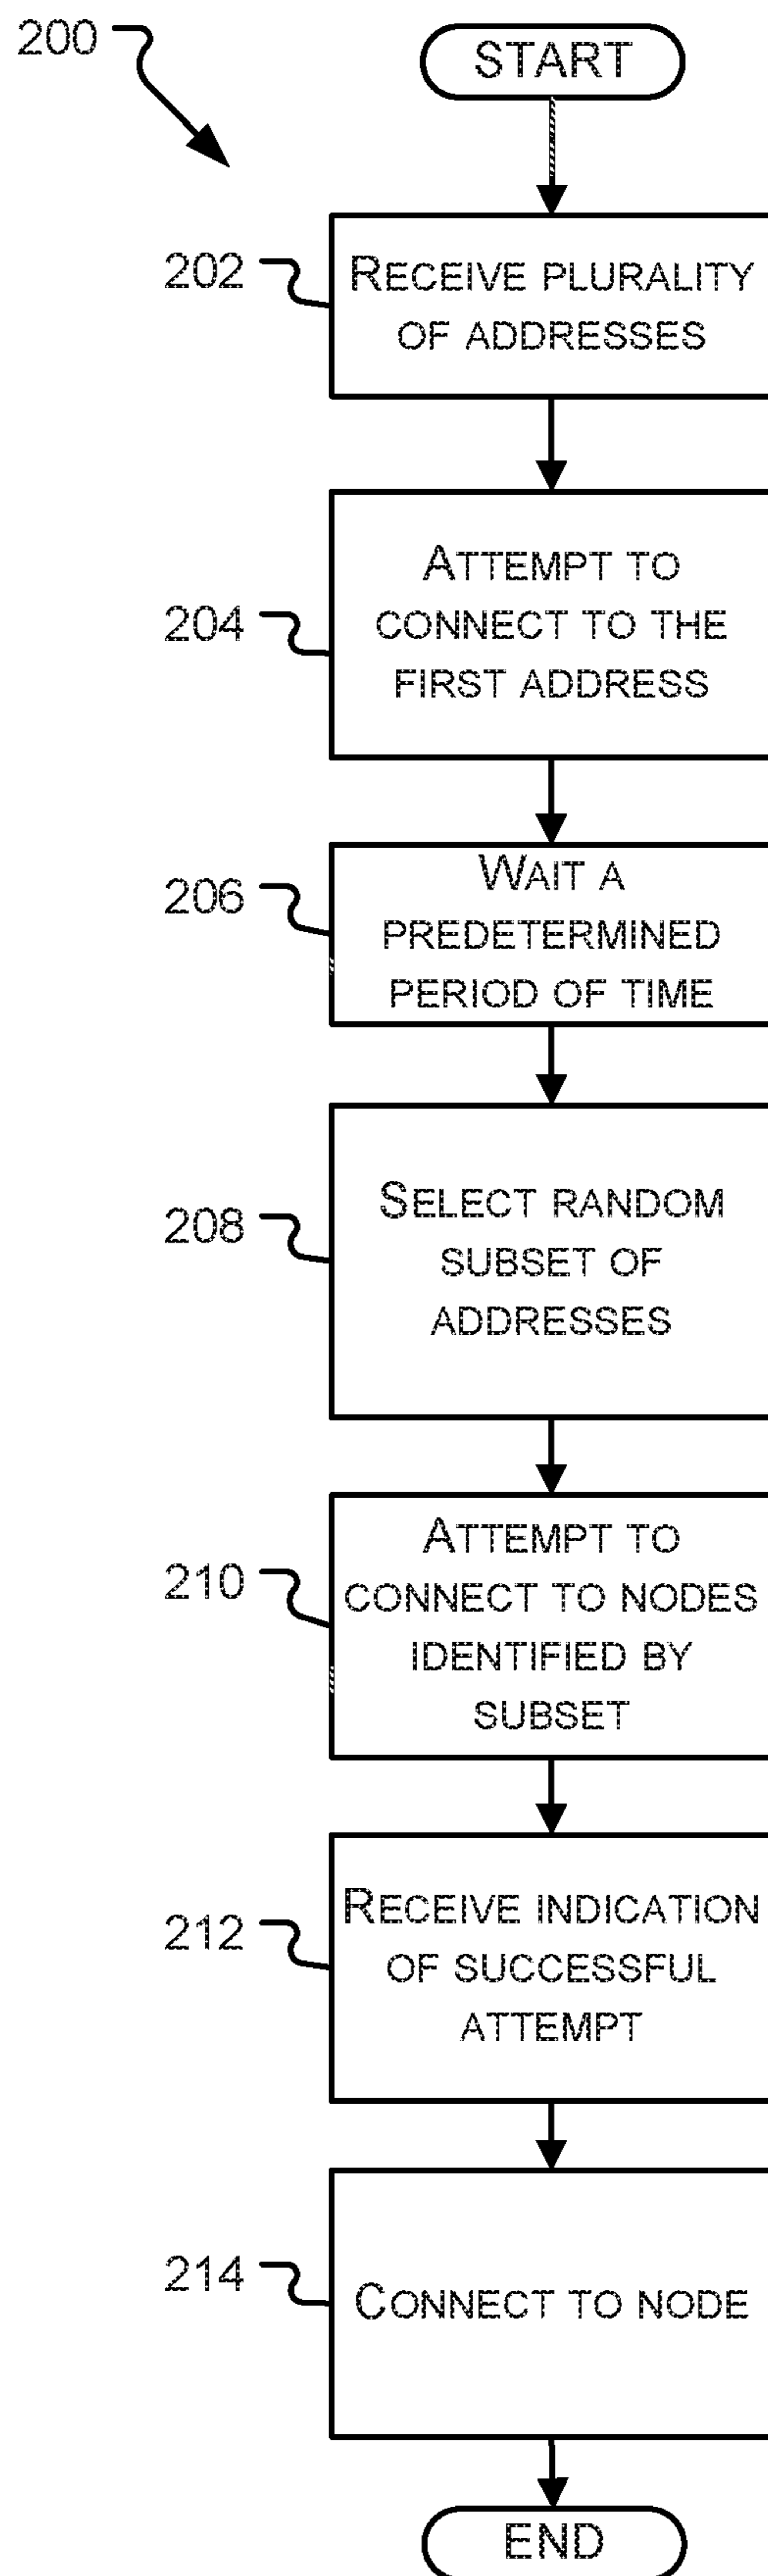 200
START
202
RECEIVE PLURALITY
OF ADDRESSES
204
ATTEMPT TO
CONNECT TO THE
FIRST ADDRESS
206
WAIT A
PREDETERMINED
PERIOD OF TIME
208
SELECT RANDOM
SUBSET OF
ADDRESSES
210
ATTEMPT TO
CONNECT TO NODES
IDENTIFIED BY
SUBSET
212
RECEIVE INDICATION
OF SUCCESSFUL
ATTEMPT
214
CONNECT TO NODE
END